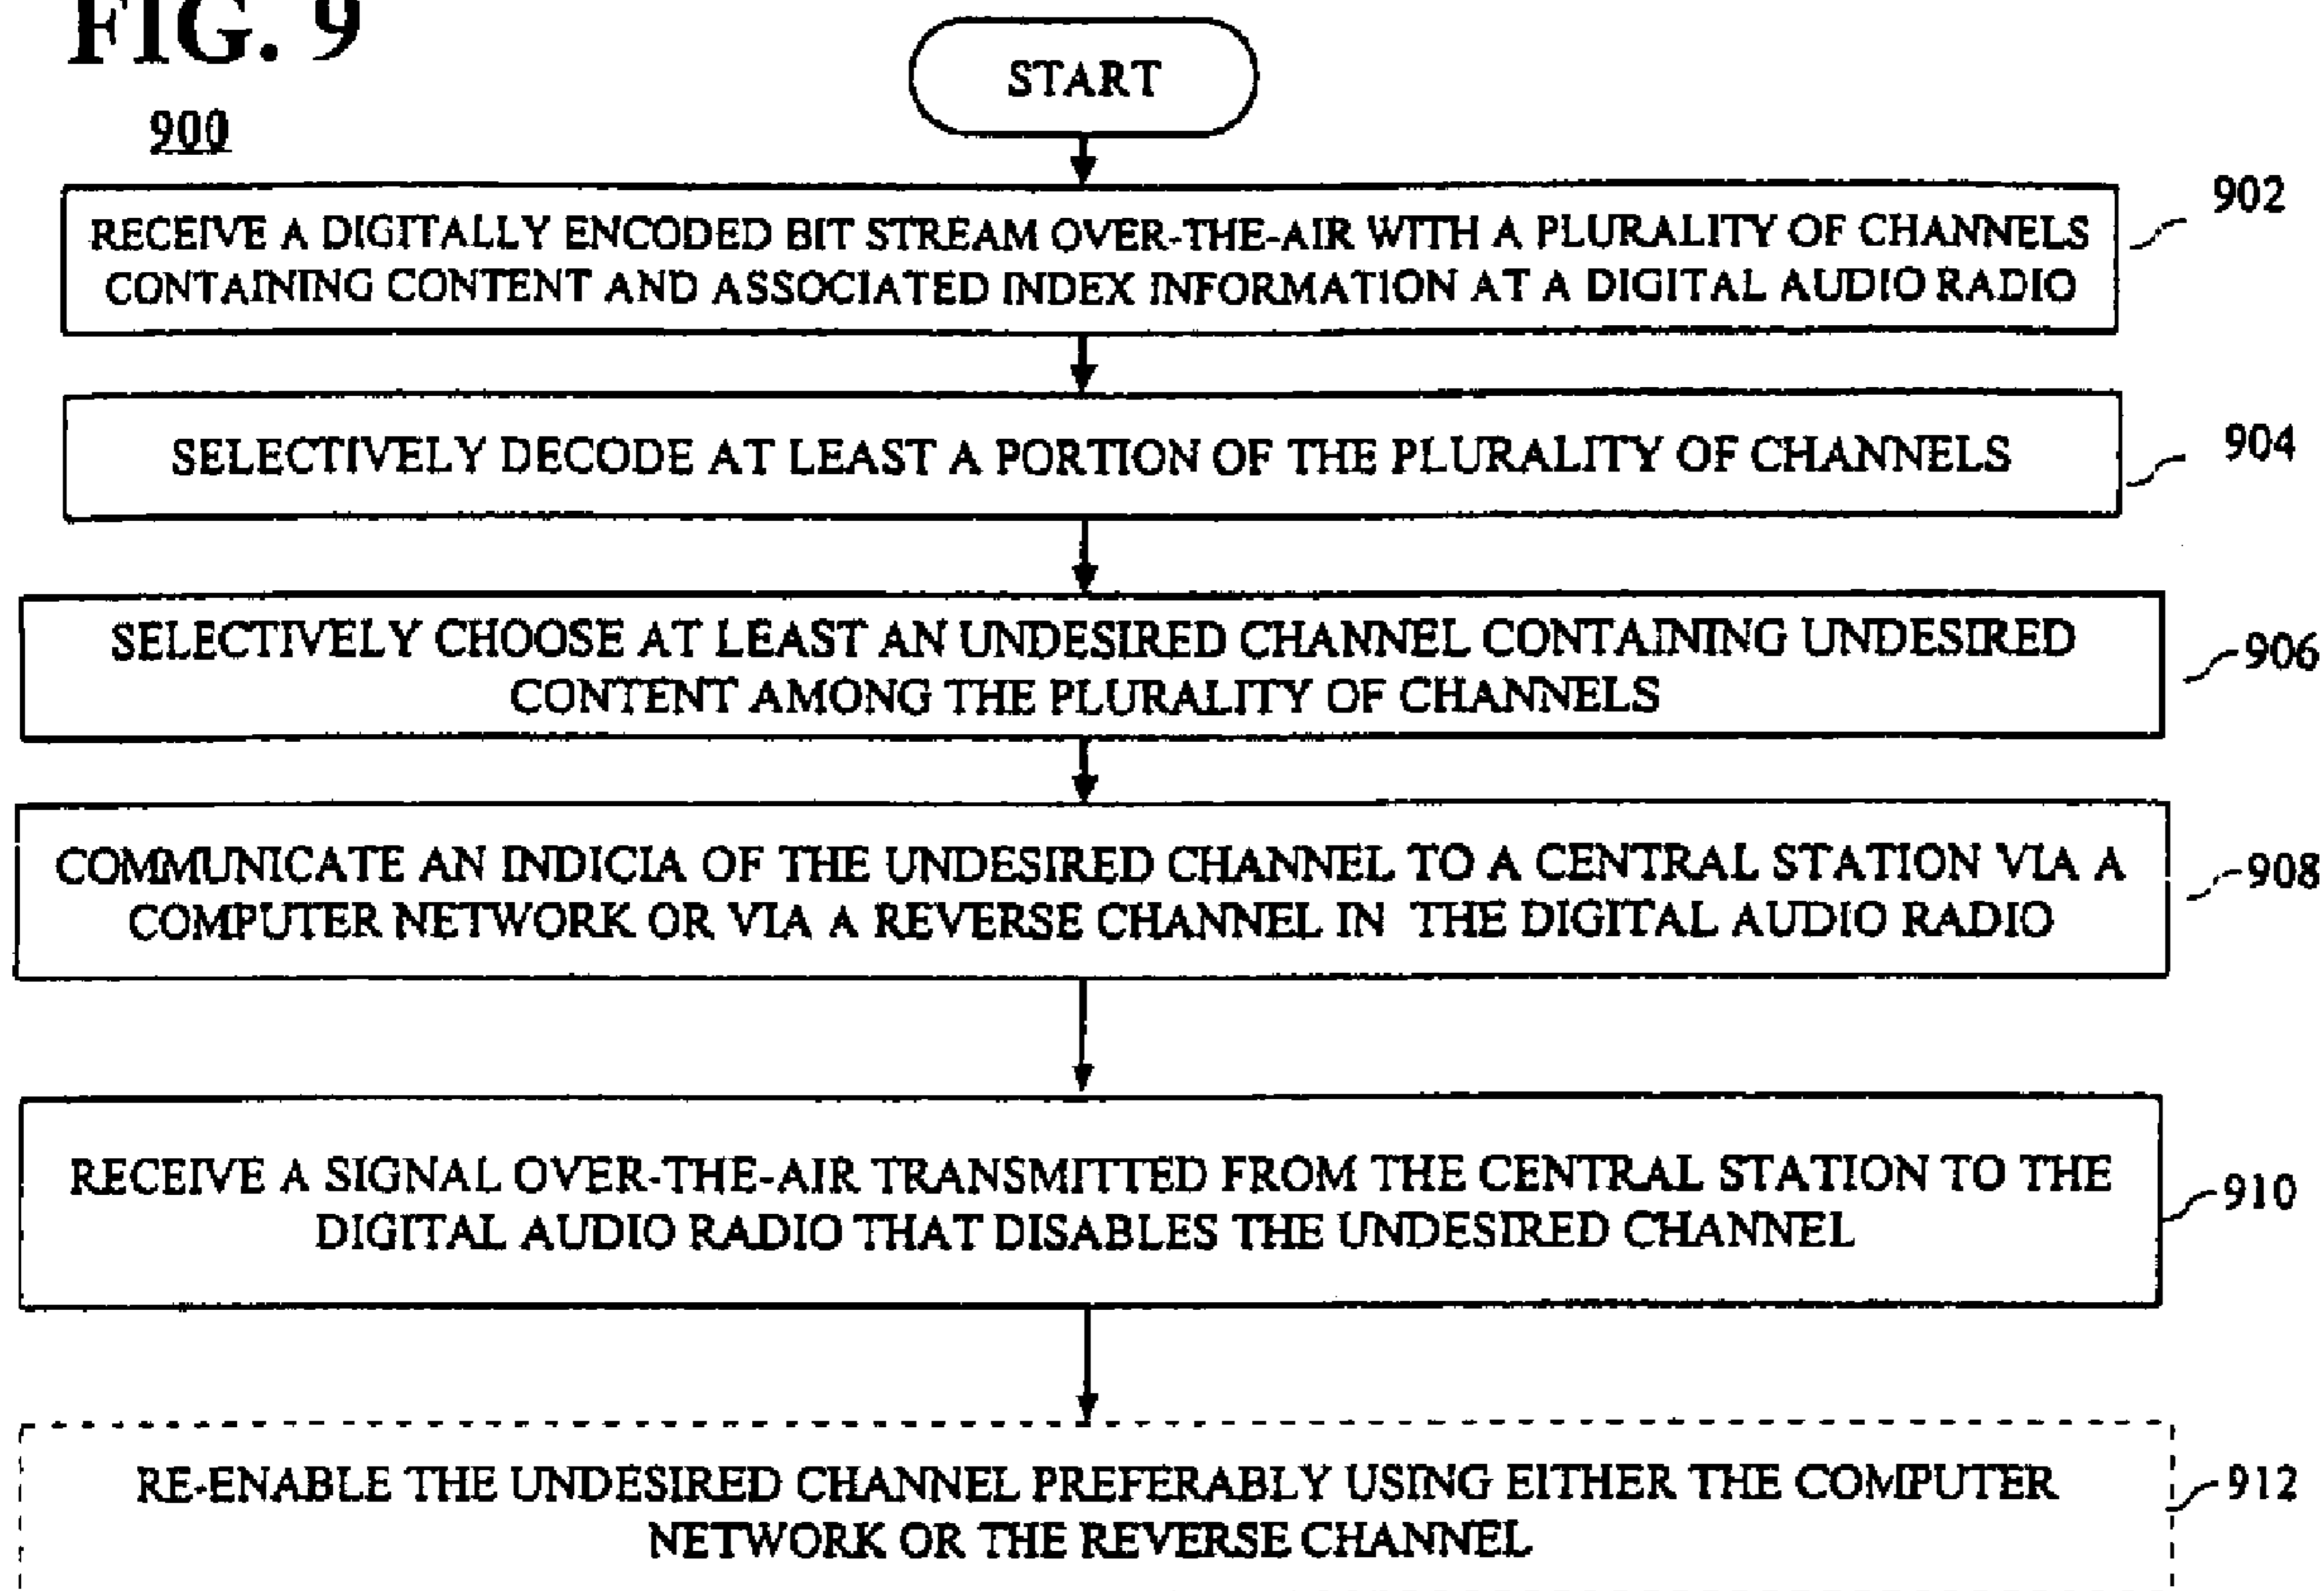 FIG. 9
900
START
RECEIVE A DIGITALLY ENCODED BIT STREAM OVER-THE-AIR WITH A PLURALITY OF CHANNELS
CONTAINING CONTENT AND ASSOCIATED INDEX INFORMATION AT A DIGITAL AUDIO RADIO
902
SELECTIVELY DECODE AT LEAST A PORTION OF THE PLURALITY OF CHANNELS
904
SELECTIVELY CHOOSE AT LEAST AN UNDESIRED CHANNEL CONTAINING UNDESIRED
CONTENT AMONG THE PLURALITY OF CHANNELS
906
COMMUNICATE AN INDICIA OF THE UNDESIRED CHANNEL TO A CENTRAL STATION VIA A
COMPUTER NETWORK OR VIA A REVERSE CHANNEL IN THE DIGITAL AUDIO RADIO
908
RECEIVE A SIGNAL OVER-THE-AIR TRANSMITTED FROM THE CENTRAL STATION TO THE
DIGITAL AUDIO RADIO THAT DISABLES THE UNDESIRED CHANNEL
910
RE-ENABLE THE UNDESIRED CHANNEL PREFERABLY USING EITHER THE COMPUTER
NETWORK OR THE REVERSE CHANNEL
912